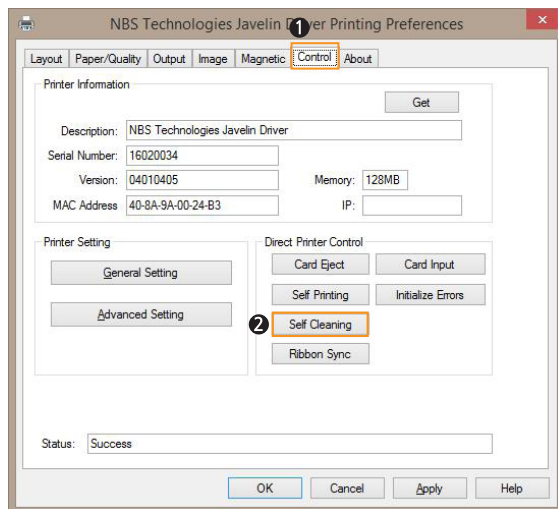 NBS Technologies Javelin Driver Printing Preferences
1
Layout Paper/Quality Output Image Magnetic Control About
Printer Information
Get
Description: NBS Technologies Javelin Driver
Serial Number: 16020034
Version: 04010405 Memory: 128MB
MAC Address 40-8A-9A-00-24-B3 IP:
Printer Setting Direct Printer Control
General Setting Card Eject Card Input
Self Printing Initialize Errors
Advanced Setting
2 Self Cleaning
Ribbon Sync
Status: Success
OK Cancel Apply Help